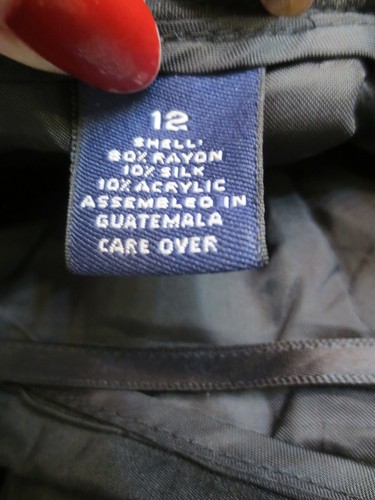 12
SHELL:
80% RAYON
10% SILK
10% ACRYLIC
ASSEMBLED IN
GUATEMALA
CARE OVER